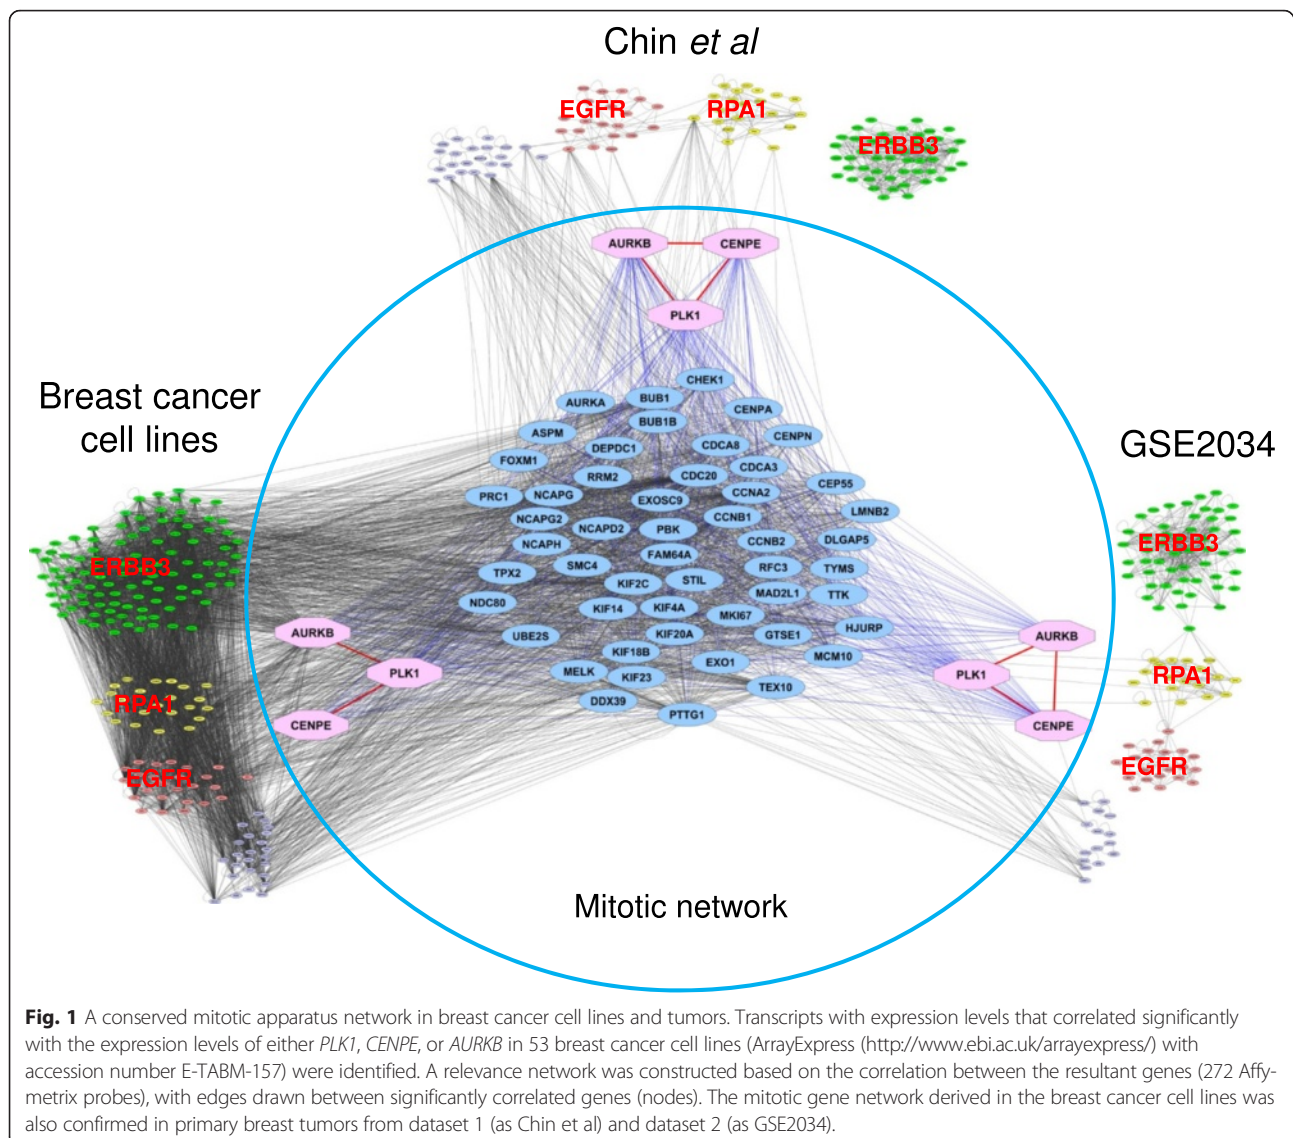 Chin et al
EGFR
RPA1
ERBB3
AURKB
CENPE
PLK1
Breast cancer
cell lines
GSE2034
CHEK1
AURKA
BUB1
CENPA
BUB1B
ASPM
CENPN
DEPDC1
CDCA8
FOXM1
CDCA3
RRM2
CDC20
CEP55
PRC1
NCAPG
EXOSC9
CCNA2
LMNB2
NCAPG2
NCAPD2
PBK
CCNB1
NCAPH
CCNB2
DLGAP5
FAM64A
TPX2
SMC4
RFC3
TYMS
KIF2C
STIL
MAD2L1
TTK
NDC80
KIF14
KIF4A
MKI67
UBE2S
KIF20A
GTSE1
HJURP
KIF18B
MCM10
MELK
KIF23
EXO1
TEX10
DDX39
PTTG1
ERBB3
RPA1
EGFR
AURKB
PLK1
CENPE
AURKB
PLK1
CENPE
ERBB3
RPA1
EGFR
Mitotic network
Fig. 1 A conserved mitotic apparatus network in breast cancer cell lines and tumors. Transcripts with expression levels that correlated significantly
with the expression levels of either PLK1, CENPE, or AURKB in 53 breast cancer cell lines (ArrayExpress (http://www.ebi.ac.uk/arrayexpress/) with
accession number E-TABM-157) were identified. A relevance network was constructed based on the correlation between the resultant genes (272 Affy-
metrix probes), with edges drawn between significantly correlated genes (nodes). The mitotic gene network derived in the breast cancer cell lines was
also confirmed in primary breast tumors from dataset 1 (as Chin et al) and dataset 2 (as GSE2034).